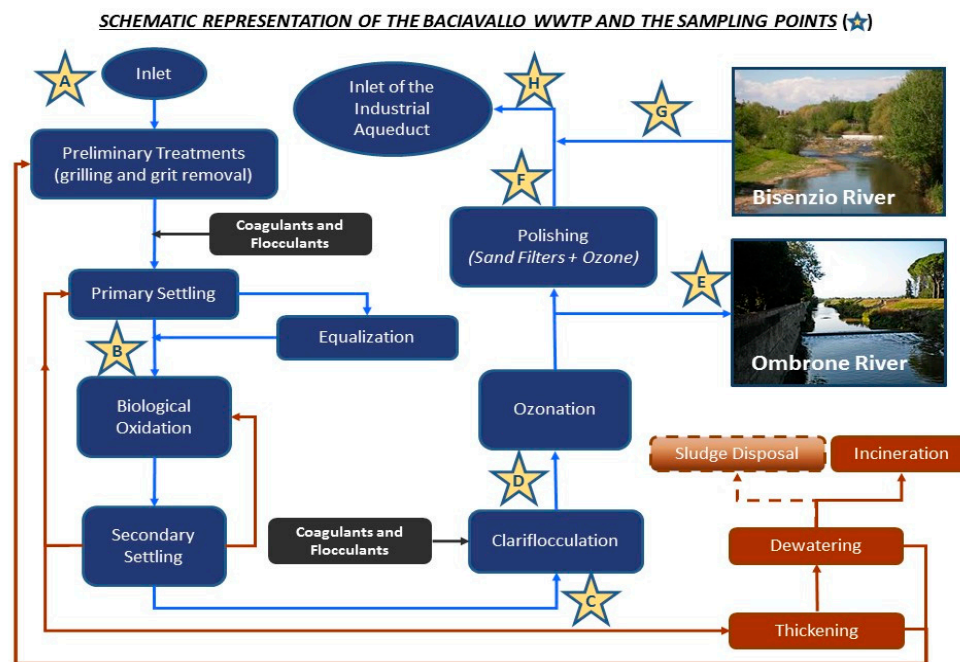 SCHEMATIC REPRESENTATION OF THE BACIAVALLO WWTP AND THE SAMPLING POINTS (★)
A
Inlet
Preliminary Treatments
(grilling and grit removal)
Coagulants and
Flocculants
Primary Settling
Equalization
B
Biological
Oxidation
Secondary
Settling
Inlet of the
Industrial
Aqueduct
H
G
F
Bisenzio River
Polishing
(Sand Filters + Ozone)
E
Ombrone River
Ozonation
D
Coagulants and
Flocculants
Clariflocculation
C
Sludge Disposal
Incineration
Dewatering
Thickening